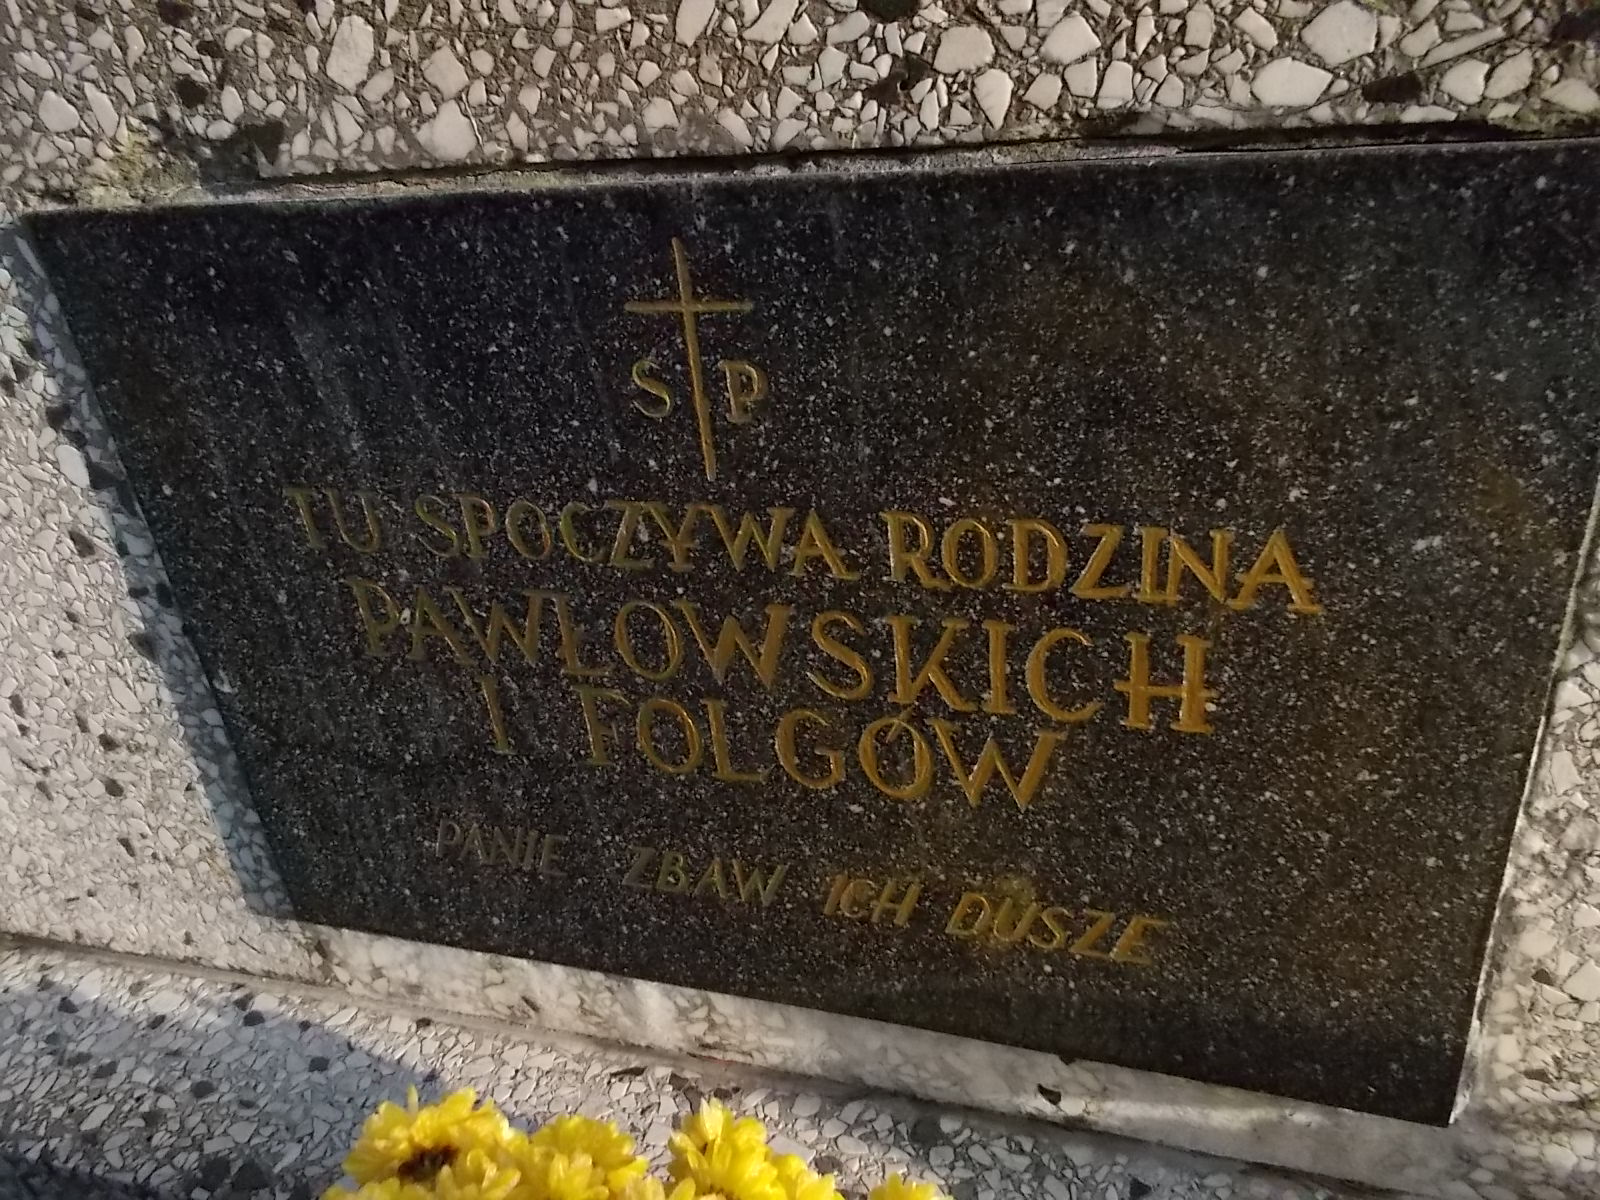 S P
TU SPOCZYWA RODZINA
PAWŁOWSKICH
I FOLGÓW
PANIE ZBAW ICH DUSZE